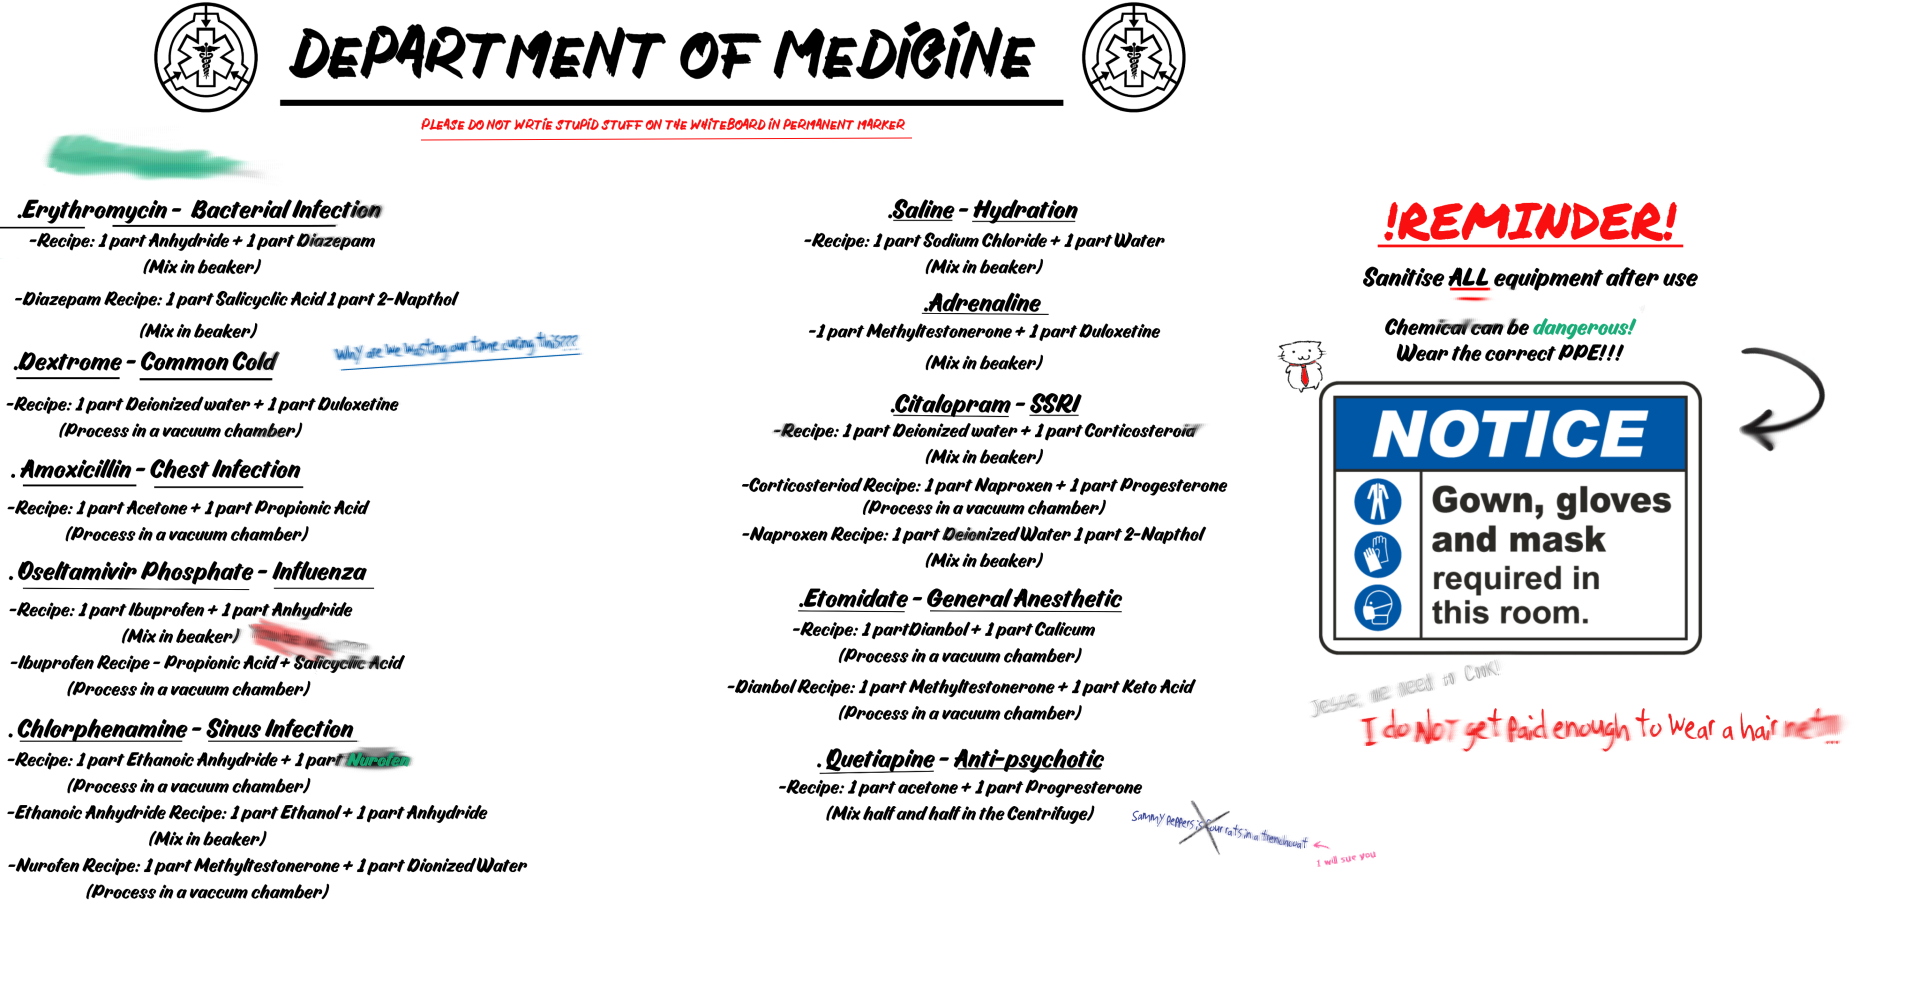 DEPARTMENT OF MEDICINE
PLEASE DO NOT WRTIE STUPID STUFF ON THE WHITEBOARD IN PERMANENT MARKER
.Erythromycin - Bacterial Infection
-Recipe: 1 part Anhydride + 1 part Diazepam
(Mix in beaker)
-Diazepam Recipe: 1 part Salicyclic Acid 1 part 2-Napthol
(Mix in beaker)
Why are we wasting our time curing this???
.Dextrome - Common Cold
-Recipe: 1 part Deionized water + 1 part Duloxetine
(Process in a vacuum chamber)
. Amoxicillin - Chest Infection
-Recipe: 1 part Acetone + 1 part Propionic Acid
(Process in a vacuum chamber)
. Oseltamivir Phosphate - Influenza
-Recipe: 1 part Ibuprofen + 1 part Anhydride
(Mix in beaker)
-Ibuprofen Recipe - Propionic Acid + Salicyclic Acid
(Process in a vacuum chamber)
. Chlorphenamine - Sinus Infection
-Recipe: 1 part Ethanoic Anhydride + 1 part Nurofen
(Process in a vacuum chamber)
-Ethanoic Anhydride Recipe: 1 part Ethanol + 1 part Anhydride
(Mix in beaker)
-Nurofen Recipe: 1 part Methyltestonerone + 1 part Dionized Water
(Process in a vaccum chamber)
.Saline - Hydration
-Recipe: 1 part Sodium Chloride + 1 part Water
(Mix in beaker)
.Adrenaline
-1 part Methyltestonerone + 1 part Duloxetine
(Mix in beaker)
.Citalopram - SSRI
-Recipe: 1 part Deionized water + 1 part Corticosteroid
(Mix in beaker)
-Corticosteriod Recipe: 1 part Naproxen + 1 part Progesterone
(Process in a vacuum chamber)
-Naproxen Recipe: 1 part Deionized Water 1 part 2-Napthol
(Mix in beaker)
.Etomidate - General Anesthetic
-Recipe: 1 partDianbol + 1 part Calicum
(Process in a vacuum chamber)
-Dianbol Recipe: 1 part Methyltestonerone + 1 part Keto Acid
(Process in a vacuum chamber)
. Quetiapine - Anti-psychotic
-Recipe: 1 part acetone + 1 part Progresterone
(Mix half and half in the Centrifuge)
Sammy Peppers is four rats in a
I will sue you
!REMINDER!
Sanitise ALL equipment after use
Chemical can be dangerous!
Wear the correct PPE!!!
NOTICE
Gown, gloves
and mask
required in
this room.
Jesse, we need to Cook!
I do NOT get paid enough to wear a hair net